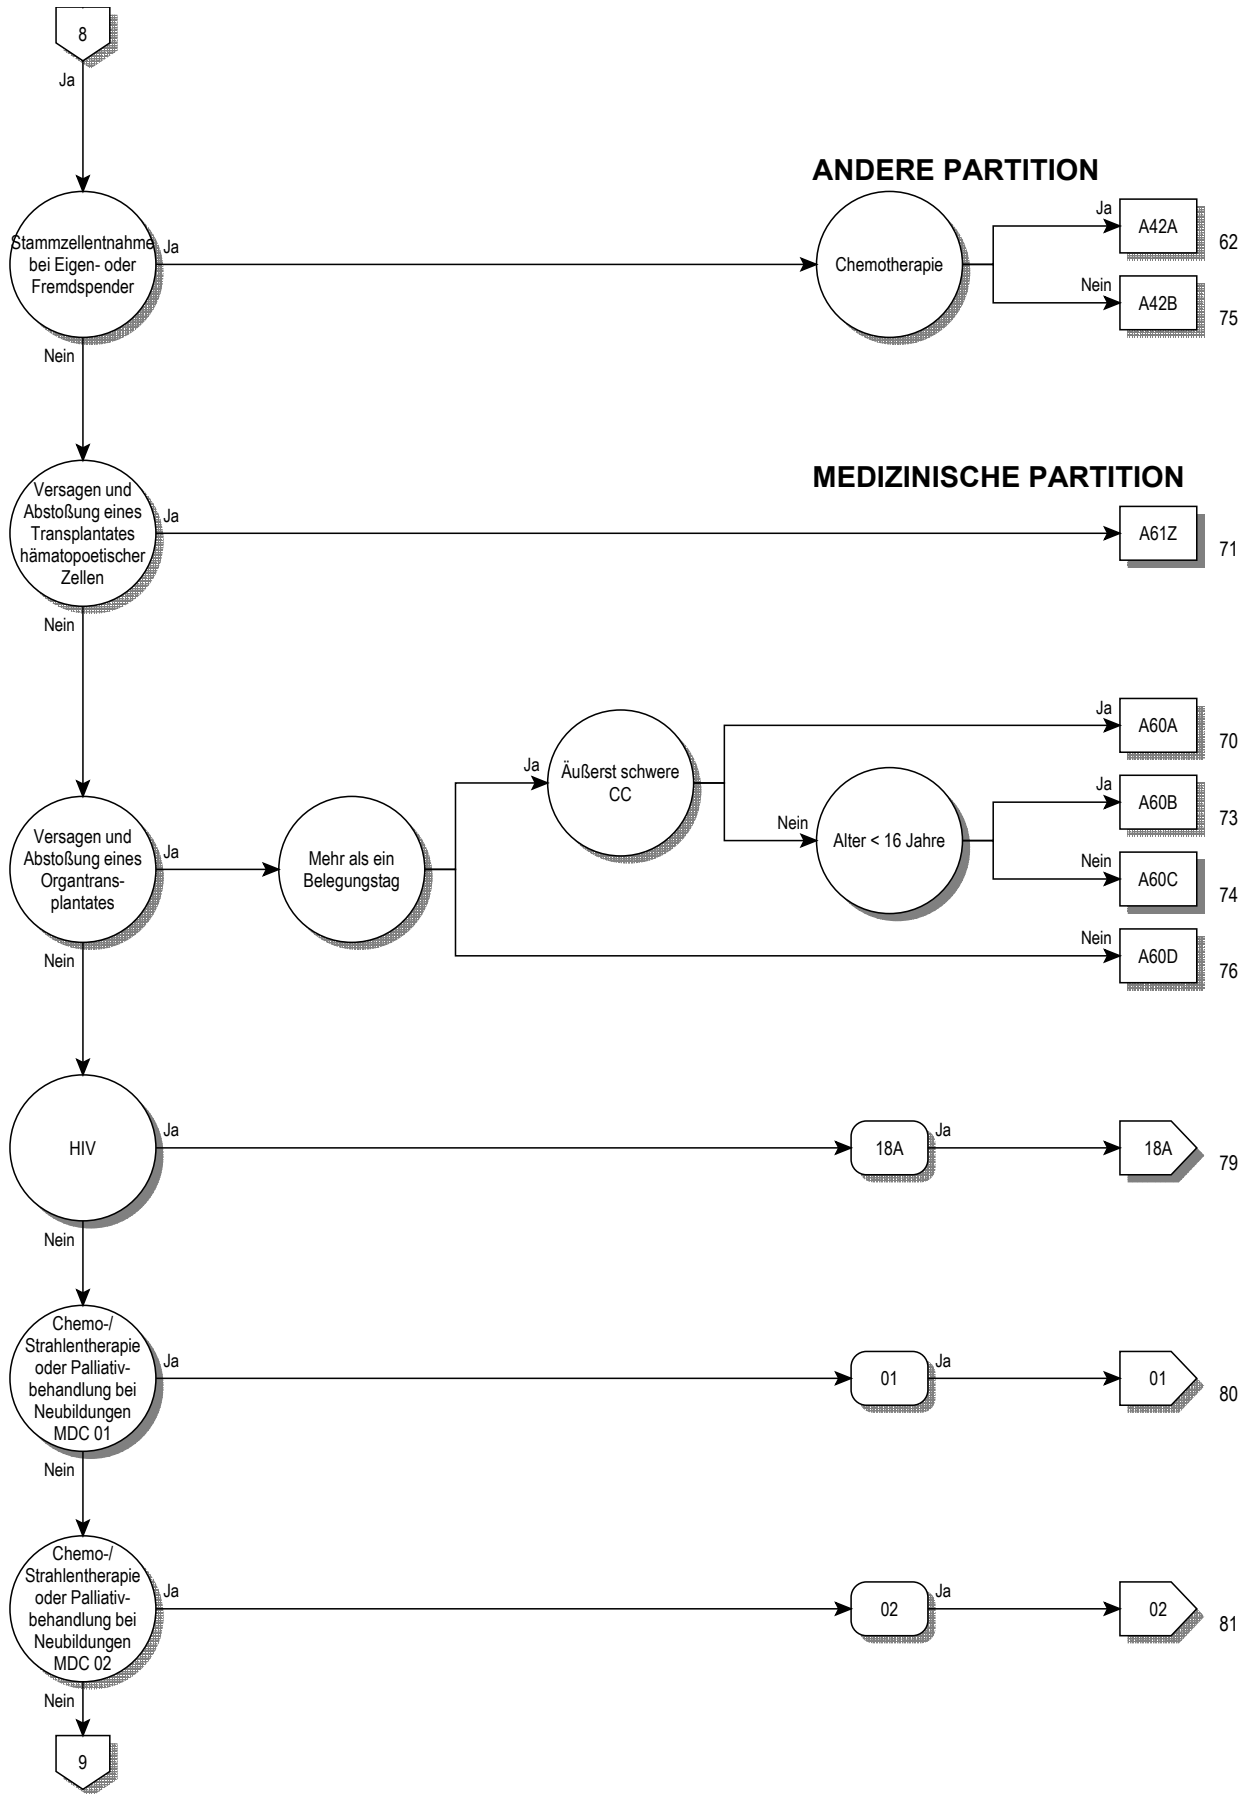 8
Ja
ANDERE PARTITION
Stammzellentnahme
bei Eigen- oder
Fremdspender
Ja
Chemotherapie
Ja
A42A
62
Nein
A42B
75
Nein
MEDIZINISCHE PARTITION
Versagen und
Abstoßung eines
Transplantates
hämatopoetischer
Zellen
Ja
A61Z
71
Nein
Versagen und
Abstoßung eines
Organtrans-
plantates
Ja
Mehr als ein
Belegungstag
Ja
Äußerst schwere
CC
Ja
A60A
70
Nein
Alter < 16 Jahre
Ja
A60B
73
Nein
A60C
74
Nein
A60D
76
Nein
HIV
Ja
18A
Ja
18A
79
Nein
Chemo-/
Strahlentherapie
oder Palliativ-
behandlung bei
Neubildungen
MDC 01
Ja
01
Ja
01
80
Nein
Chemo-/
Strahlentherapie
oder Palliativ-
behandlung bei
Neubildungen
MDC 02
Ja
02
Ja
02
81
Nein
9